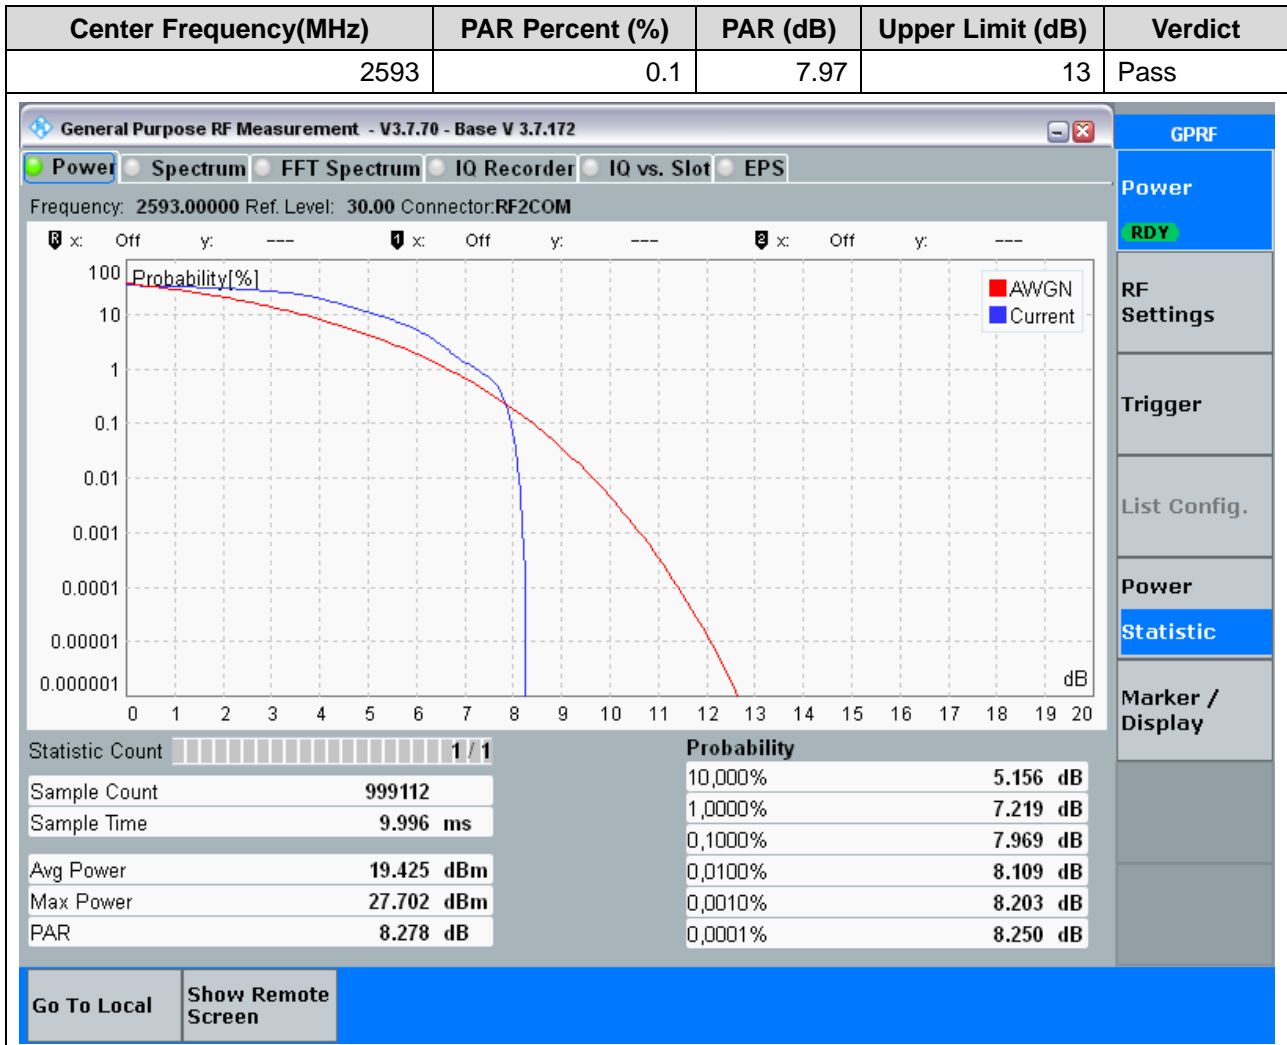 Center Frequency(MHz) PAR Percent (%) PAR (dB) Upper Limit (dB) Verdict
2593 0.1 7.97 13 Pass
General Purpose RF Measurement - V3.7.70 - Base V 3.7.172
GPRF
Power Spectrum FFT Spectrum IQ Recorder IQ vs. Slot EPS
Frequency: 2593.00000 Ref. Level: 30.00 Connector:RF2COM
R x: Off y: --- 1 x: Off y: --- 2 x: Off y: ---
Probability[%]
100
10
1
0.1
0.01
0.001
0.0001
0.00001
0.000001
AWGN
Current
dB
0 1 2 3 4 5 6 7 8 9 10 11 12 13 14 15 16 17 18 19 20
Statistic Count 1 / 1
Sample Count 999112
Sample Time 9.996 ms
Avg Power 19.425 dBm
Max Power 27.702 dBm
PAR 8.278 dB
Probability
10,000% 5.156 dB
1,0000% 7.219 dB
0,1000% 7.969 dB
0,0100% 8.109 dB
0,0010% 8.203 dB
0,0001% 8.250 dB
Power
RDY
RF
Settings
Trigger
List Config.
Power
Statistic
Marker /
Display
Go To Local
Show Remote
Screen